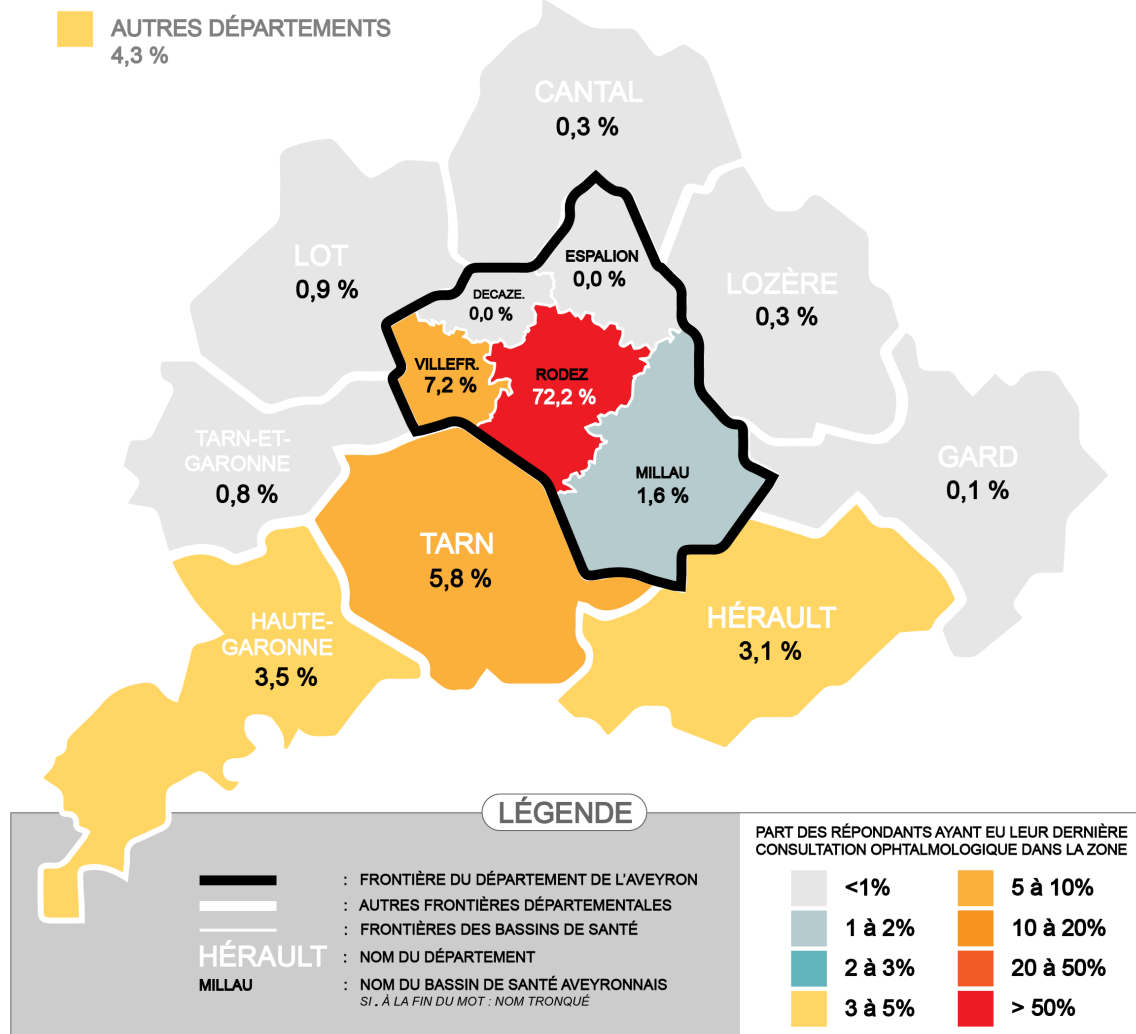 AUTRES DÉPARTEMENTS
4,3 %
CANTAL
0,3 %
LOT
0,9 %
ESPALION
0,0 %
DECAZE.
0,0 %
LOZÈRE
0,3 %
VILLEFR.
7,2 %
RODEZ
72,2 %
TARN-ET-
GARONNE
0,8 %
MILLAU
1,6 %
GARD
0,1 %
TARN
5,8 %
HAUTE-
GARONNE
3,5 %
HÉRAULT
3,1 %
LÉGENDE
: FRONTIÈRE DU DÉPARTEMENT DE L'AVEYRON
: AUTRES FRONTIÈRES DÉPARTEMENTALES
: FRONTIÈRES DES BASSINS DE SANTÉ
HÉRAULT : NOM DU DÉPARTEMENT
MILLAU : NOM DU BASSIN DE SANTÉ AVEYRONNAIS
SI . À LA FIN DU MOT : NOM TRONQUÉ
PART DES RÉPONDANTS AYANT EU LEUR DERNIÈRE
CONSULTATION OPHTALMOLOGIQUE DANS LA ZONE
<1%
1 à 2%
2 à 3%
3 à 5%
5 à 10%
10 à 20%
20 à 50%
> 50%